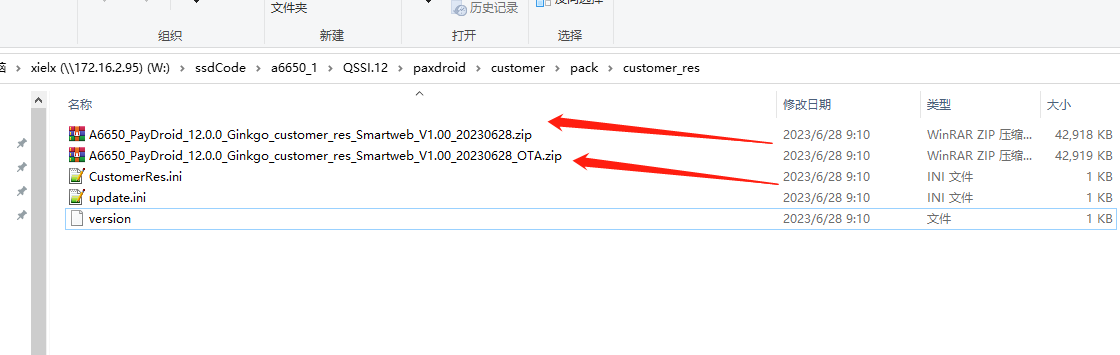 文件夹
历史记录
组织
新建
打开
选择
xielx (\\172.16.2.95) (W:) > ssdCode > a6650_1 > QSSI.12 > paxdroid > customer > pack > customer_res
名称 修改日期 类型 大小
A6650_PayDroid_12.0.0_Ginkgo_customer_res_Smartweb_V1.00_20230628.zip 2023/6/28 9:10 WinRAR ZIP 压缩... 42,918 KB
A6650_PayDroid_12.0.0_Ginkgo_customer_res_Smartweb_V1.00_20230628_OTA.zip 2023/6/28 9:10 WinRAR ZIP 压缩... 42,919 KB
CustomerRes.ini 2023/6/28 9:10 INI 文件 1 KB
update.ini 2023/6/28 9:10 INI 文件 1 KB
version 2023/6/28 9:10 文件 1 KB